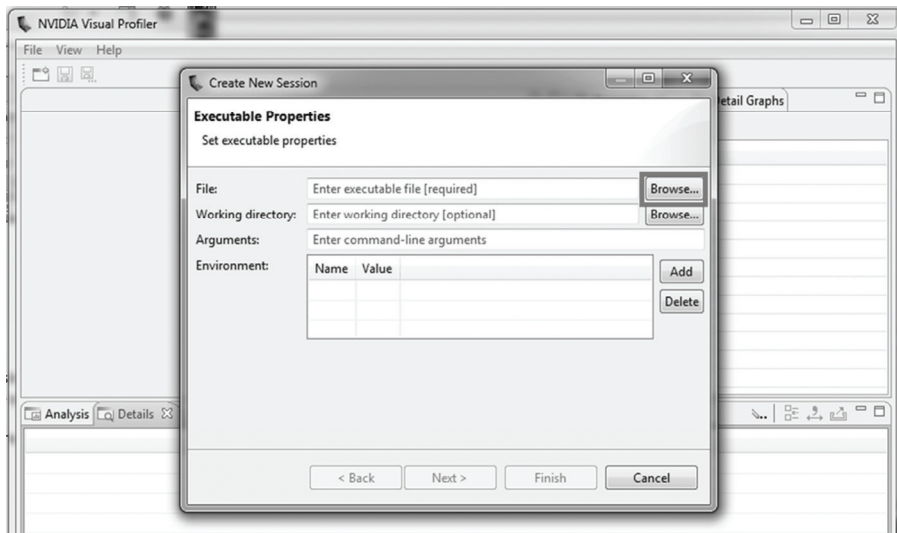 NVIDIA Visual Profiler
File View Help
Create New Session
Detail Graphs
Executable Properties
Set executable properties
File: Enter executable file [required] Browse...
Working directory: Enter working directory [optional] Browse...
Arguments: Enter command-line arguments
Environment: Name Value Add
Delete
Analysis Details
< Back Next > Finish Cancel